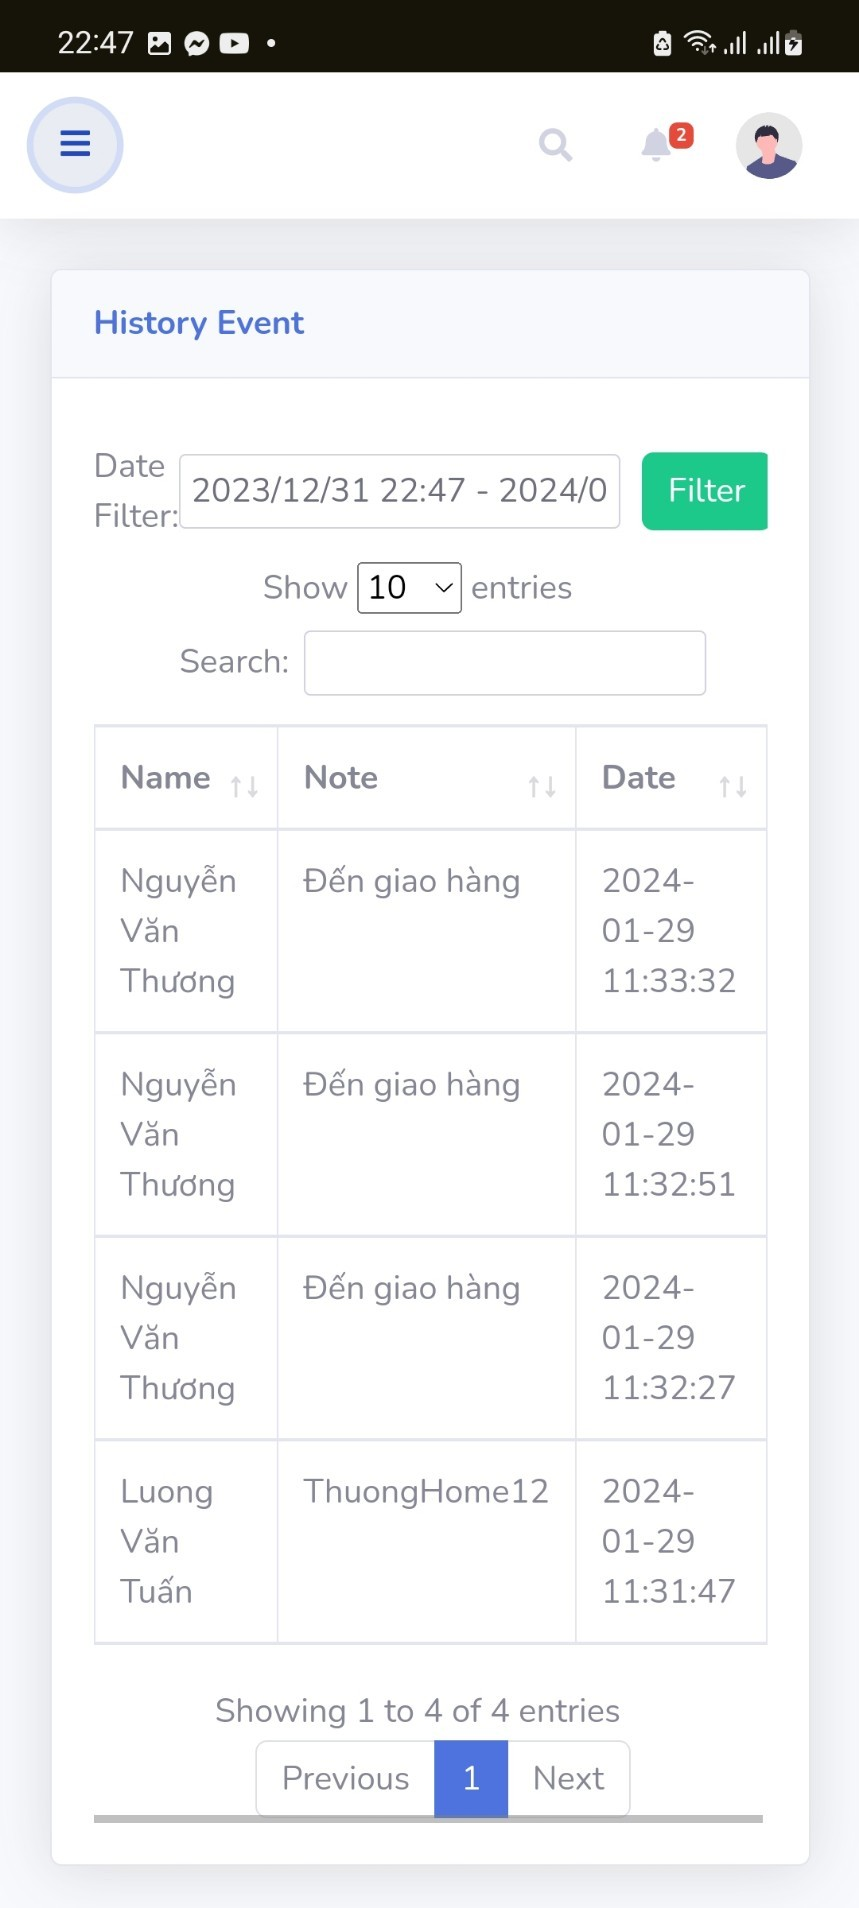 22:47
2
History Event
Date
Filter:
2023/12/31 22:47 - 2024/0
Filter
Show 10 entries
Search:
Name Note Date
Nguyễn Đến giao hàng 2024-
Văn 01-29
Thương 11:33:32
Nguyễn Đến giao hàng 2024-
Văn 01-29
Thương 11:32:51
Nguyễn Đến giao hàng 2024-
Văn 01-29
Thương 11:32:27
Luong ThuongHome12 2024-
Văn 01-29
Tuấn 11:31:47
Showing 1 to 4 of 4 entries
Previous 1 Next